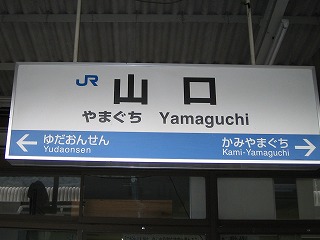 JR 山口
やまぐち Yamaguchi
← ゆだおんせん かみやまぐち →
Yudaonsen Kami-Yamaguchi